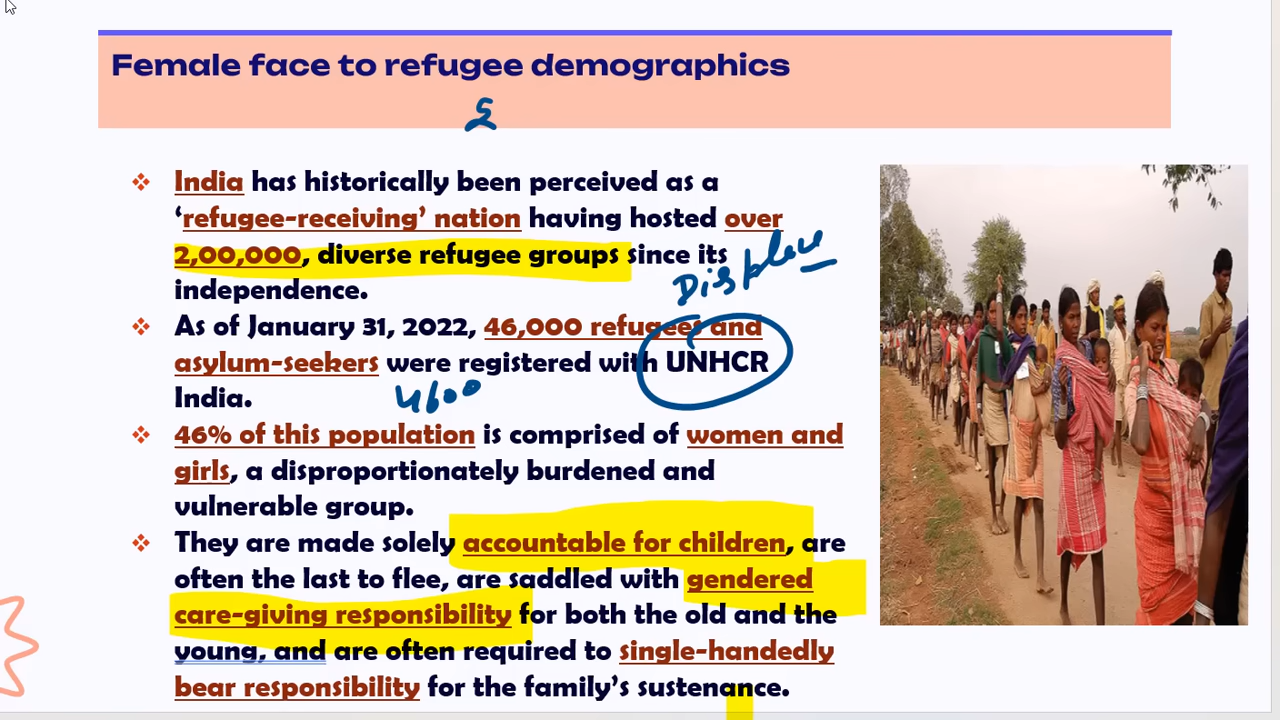 Female face to refugee demographics
India has historically been perceived as a
‘refugee-receiving’ nation having hosted over
2,00,000, diverse refugee groups since its
independence.
As of January 31, 2022, 46,000 refugees and
asylum-seekers were registered with UNHCR
India.
4600
46% of this population is comprised of women and
girls, a disproportionately burdened and
vulnerable group.
They are made solely accountable for children, are
often the last to flee, are saddled with gendered
care-giving responsibility for both the old and the
young, and are often required to single-handedly
bear responsibility for the family’s sustenance.